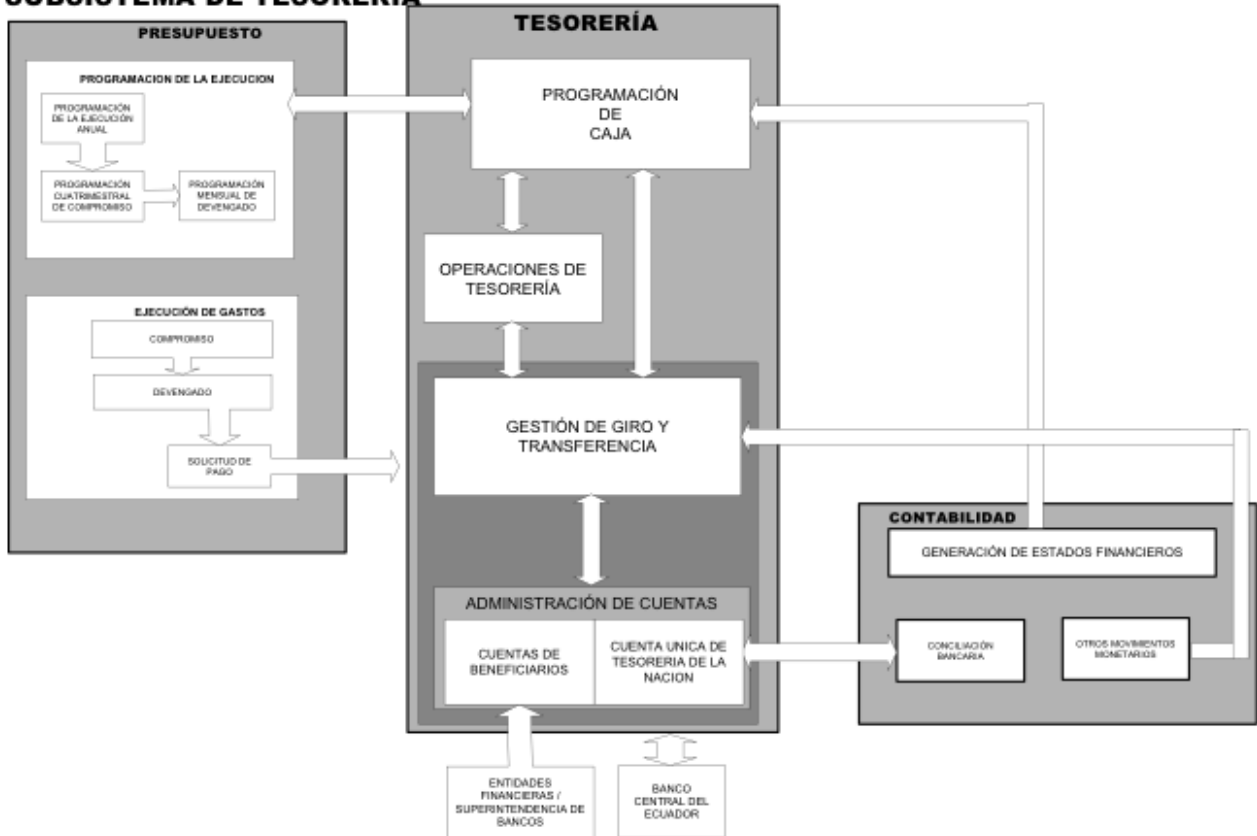 SUBSISTEMA DE TESORERIA
PRESUPUESTO
PROGRAMACION DE LA EJECUCION
PROGRAMACIÓN
DE LA EJECUCIÓN
ANUAL
PROGRAMACIÓN
CUATRIMESTRAL
DE COMPROMISO
PROGRAMACIÓN
MENSUAL DE
DEVENGADO
EJECUCIÓN DE GASTOS
COMPROMISO
DEVENGADO
SOLICITUD DE
PAGO
TESORERÍA
PROGRAMACIÓN
DE
CAJA
OPERACIONES DE
TESORERÍA
GESTIÓN DE GIRO Y
TRANSFERENCIA
ADMINISTRACIÓN DE CUENTAS
CUENTAS DE
BENEFICIARIOS
CUENTA UNICA DE
TESORERIA DE LA
NACION
ENTIDADES
FINANCIERAS /
SUPERINTENDENCIA DE
BANCOS
BANCO
CENTRAL DEL
ECUADOR
CONTABILIDAD
GENERACIÓN DE ESTADOS FINANCIEROS
CONCILIACIÓN
BANCARIA
OTROS MOVIMIENTOS
MONETARIOS